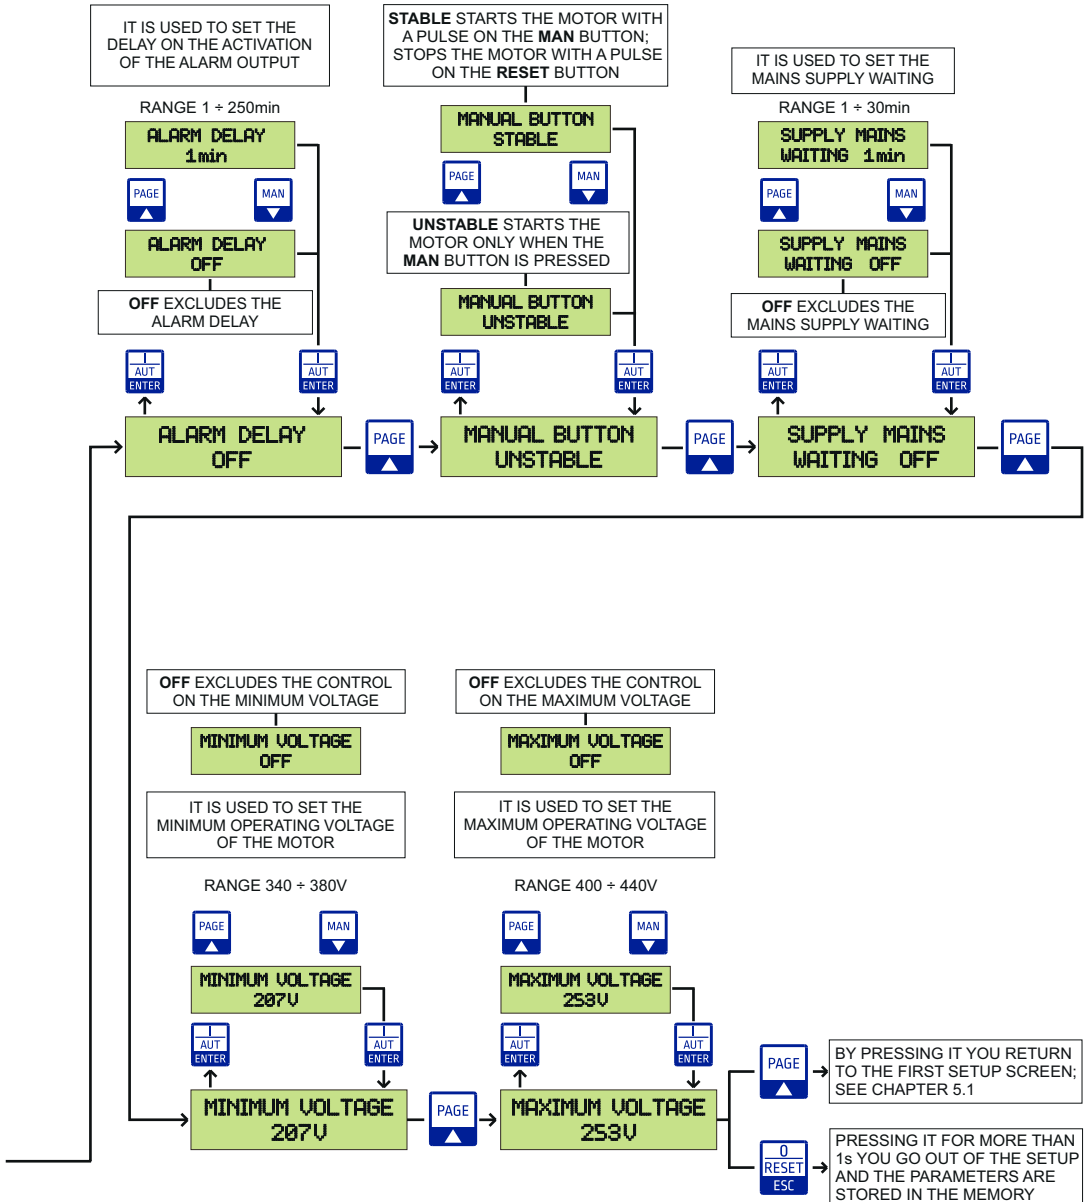 IT IS USED TO SET THE
DELAY ON THE ACTIVATION
OF THE ALARM OUTPUT
RANGE 1 ÷ 250min
ALARM DELAY
1min
PAGE
MAN
ALARM DELAY
OFF
OFF EXCLUDES THE
ALARM DELAY
I
AUT
ENTER
I
AUT
ENTER
ALARM DELAY
OFF
PAGE
STABLE STARTS THE MOTOR WITH
A PULSE ON THE MAN BUTTON;
STOPS THE MOTOR WITH A PULSE
ON THE RESET BUTTON
MANUAL BUTTON
STABLE
PAGE
MAN
UNSTABLE STARTS THE
MOTOR ONLY WHEN THE
MAN BUTTON IS PRESSED
MANUAL BUTTON
UNSTABLE
I
AUT
ENTER
I
AUT
ENTER
MANUAL BUTTON
UNSTABLE
PAGE
IT IS USED TO SET THE
MAINS SUPPLY WAITING
RANGE 1 ÷ 30min
SUPPLY MAINS
WAITING 1min
PAGE
MAN
SUPPLY MAINS
WAITING OFF
OFF EXCLUDES THE
MAINS SUPPLY WAITING
I
AUT
ENTER
I
AUT
ENTER
SUPPLY MAINS
WAITING OFF
PAGE
OFF EXCLUDES THE CONTROL
ON THE MINIMUM VOLTAGE
MINIMUM VOLTAGE
OFF
IT IS USED TO SET THE
MINIMUM OPERATING VOLTAGE
OF THE MOTOR
RANGE 340 ÷ 380V
PAGE
MAN
MINIMUM VOLTAGE
207V
I
AUT
ENTER
I
AUT
ENTER
MINIMUM VOLTAGE
207V
PAGE
OFF EXCLUDES THE CONTROL
ON THE MAXIMUM VOLTAGE
MAXIMUM VOLTAGE
OFF
IT IS USED TO SET THE
MAXIMUM OPERATING VOLTAGE
OF THE MOTOR
RANGE 400 ÷ 440V
PAGE
MAN
MAXIMUM VOLTAGE
253V
I
AUT
ENTER
I
AUT
ENTER
MAXIMUM VOLTAGE
253V
PAGE
BY PRESSING IT YOU RETURN
TO THE FIRST SETUP SCREEN;
SEE CHAPTER 5.1
0
RESET
ESC
PRESSING IT FOR MORE THAN
1s YOU GO OUT OF THE SETUP
AND THE PARAMETERS ARE
STORED IN THE MEMORY